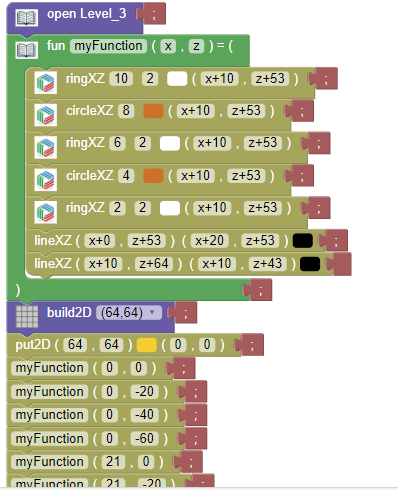 open Level_3 ;
fun myFunction ( x , z ) = (
ringXZ 10 2 ( x+10 , z+53 ) ;
circleXZ 8 ( x+10 , z+53 ) ;
ringXZ 6 2 ( x+10 , z+53 ) ;
circleXZ 4 ( x+10 , z+53 ) ;
ringXZ 2 2 ( x+10 , z+53 ) ;
lineXZ ( x+0 , z+53 ) ( x+20 , z+53 ) ;
lineXZ ( x+10 , z+64 ) ( x+10 , z+43 ) ;
) ;
build2D (64,64) ;
put2D ( 64 , 64 ) ( 0 , 0 ) ;
myFunction ( 0 , 0 ) ;
myFunction ( 0 , -20 ) ;
myFunction ( 0 , -40 ) ;
myFunction ( 0 , -60 ) ;
myFunction ( 21 , 0 ) ;
myFunction ( 21 , -20 ) ;